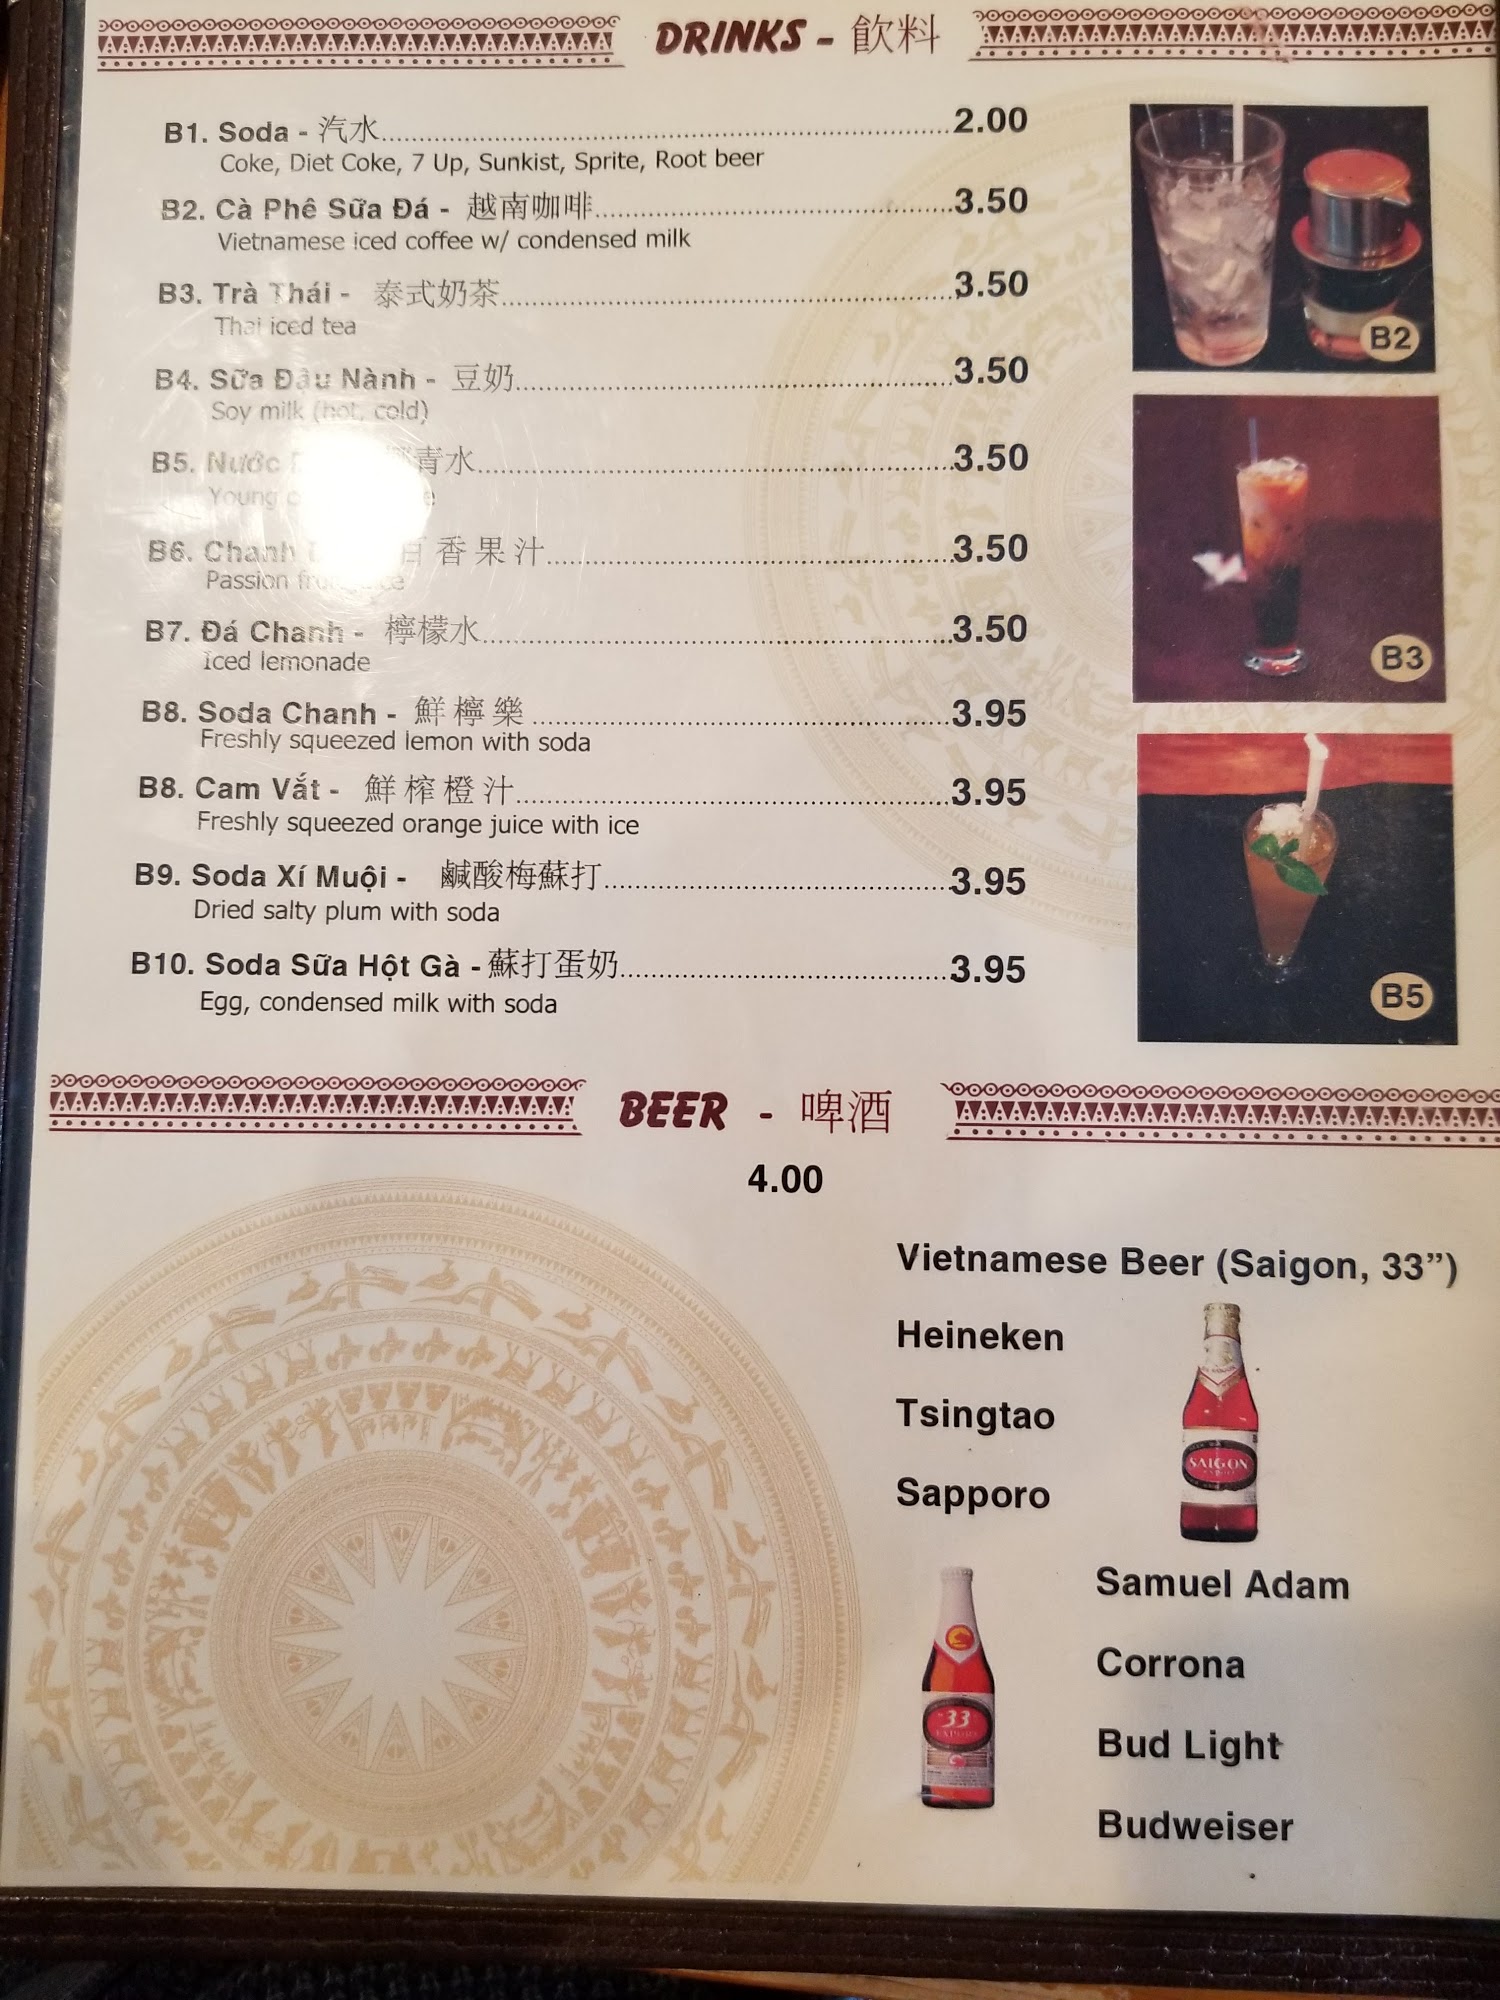 DRINKS - 飲料
B1. Soda - 汽水 2.00
Coke, Diet Coke, 7 Up, Sunkist, Sprite, Root beer
B2. Cà Phê Sữa Đá - 越南咖啡 3.50
Vietnamese iced coffee w/ condensed milk
B3. Trà Thái - 泰式奶茶 3.50
Thai iced tea
B4. Sữa Đậu Nành - 豆奶 3.50
Soy milk (hot, cold)
B5. Nước 青水 3.50
Young
B6. Chanh 百香果汁 3.50
Passion
B7. Đá Chanh - 檸檬水 3.50
Iced lemonade
B8. Soda Chanh - 鮮檸樂 3.95
Freshly squeezed lemon with soda
B8. Cam Vắt - 鮮榨橙汁 3.95
Freshly squeezed orange juice with ice
B9. Soda Xí Muội - 鹹酸梅蘇打 3.95
Dried salty plum with soda
B10. Soda Sữa Hột Gà - 蘇打蛋奶 3.95
Egg, condensed milk with soda
B2
B3
B5
BEER - 啤酒
4.00
Vietnamese Beer (Saigon, 33”)
Heineken
Tsingtao
Sapporo
SAIGON
Samuel Adam
Corrona
Bud Light
Budweiser
33
EXPORT